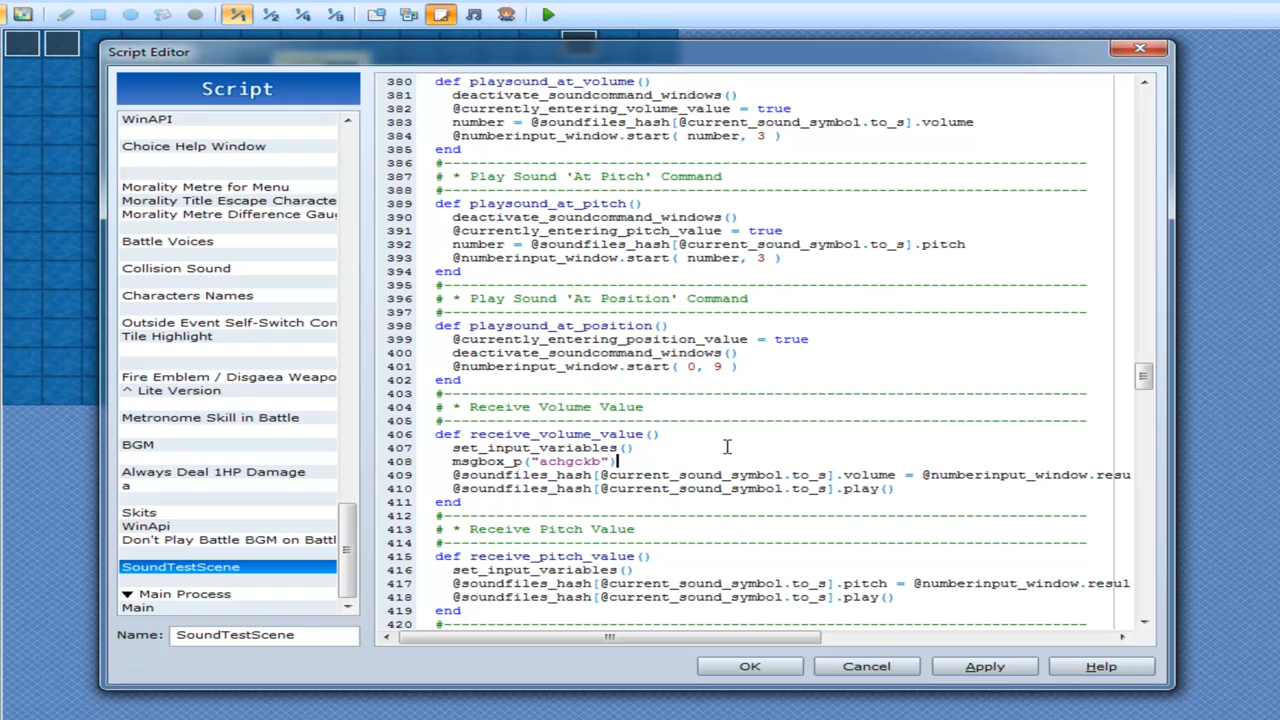 Script Editor
Script
WinAPI
Choice Help Window
Morality Metre for Menu
Morality Title Escape Characte
Morality Metre Difference Gau
Battle Voices
Collision Sound
Characters Names
Outside Event Self-Switch Con
Tile Highlight
Fire Emblem / Disgaea Weapo
^ Lite Version
Metronome Skill in Battle
BGM
Always Deal 1HP Damage
a
Skits
WinApi
Don't Play Battle BGM on Battl
SoundTestScene
▼ Main Process
Main
Name: SoundTestScene
380 def playsound_at_volume()
381 deactivate_soundcommand_windows()
382 @currently_entering_volume_value = true
383 number = @soundfiles_hash[@current_sound_symbol.to_s].volume
384 @numberinput_window.start( number, 3 )
385 end
386 #---------------------------------------------------------------------------
387 # * Play Sound 'At Pitch' Command
388 #---------------------------------------------------------------------------
389 def playsound_at_pitch()
390 deactivate_soundcommand_windows()
391 @currently_entering_pitch_value = true
392 number = @soundfiles_hash[@current_sound_symbol.to_s].pitch
393 @numberinput_window.start( number, 3 )
394 end
395 #---------------------------------------------------------------------------
396 # * Play Sound 'At Position' Command
397 #---------------------------------------------------------------------------
398 def playsound_at_position()
399 @currently_entering_position_value = true
400 deactivate_soundcommand_windows()
401 @numberinput_window.start( 0, 9 )
402 end
403 #---------------------------------------------------------------------------
404 # * Receive Volume Value
405 #---------------------------------------------------------------------------
406 def receive_volume_value()
407 set_input_variables()
408 msgbox_p("achgckb")
409 @soundfiles_hash[@current_sound_symbol.to_s].volume = @numberinput_window.resu
410 @soundfiles_hash[@current_sound_symbol.to_s].play()
411 end
412 #---------------------------------------------------------------------------
413 # * Receive Pitch Value
414 #---------------------------------------------------------------------------
415 def receive_pitch_value()
416 set_input_variables()
417 @soundfiles_hash[@current_sound_symbol.to_s].pitch = @numberinput_window.resul
418 @soundfiles_hash[@current_sound_symbol.to_s].play()
419 end
420 #---------------------------------------------------------------------------
OK Cancel Apply Help